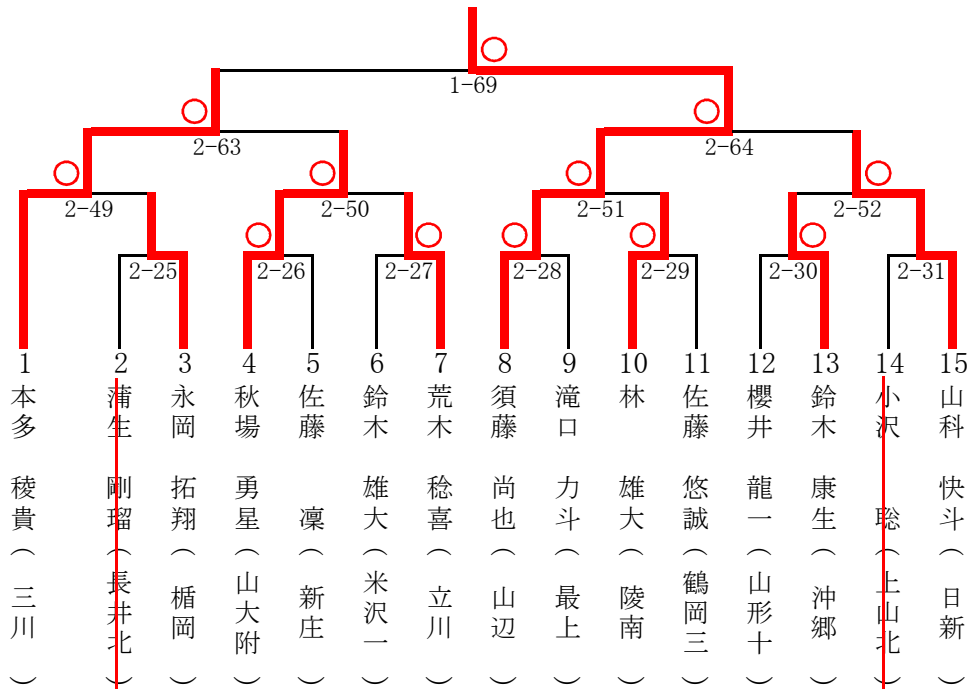 1-69
2-63
2-64
2-49
2-50
2-51
2-52
2-25
2-26
2-27
2-28
2-29
2-30
2-31
1 本多 稜貴（三川）
2 蒲生 剛瑠（長井北）
3 永岡 拓翔（楯岡）
4 秋場 勇星（山大附）
5 佐藤 凜（新庄）
6 鈴木 雄大（米沢一）
7 荒木 稔喜（立川）
8 須藤 尚也（山辺）
9 滝口 力斗（最上）
10 林 雄大（陵南）
11 佐藤 悠誠（鶴岡三）
12 櫻井 龍一（山形十）
13 鈴木 康生（沖郷）
14 小沢 聡（上山北）
15 山科 快斗（日新）